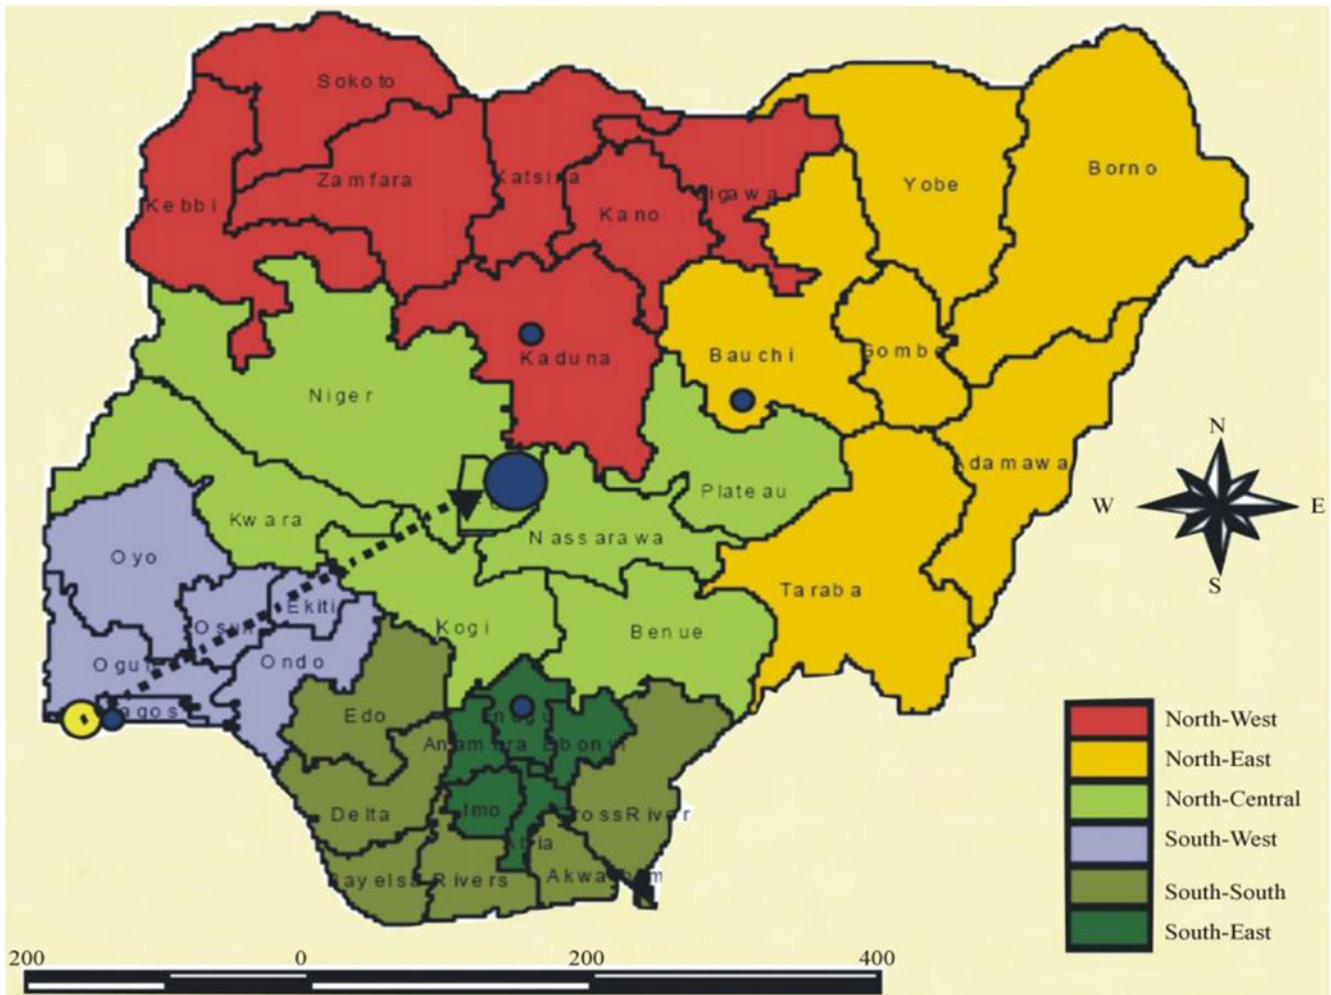 Sokoto
Zamfara
Katsina
Kebbi
Kano
Jigawa
Yobe
Borno
Kaduna
Bauchi
Gombe
Niger
Adamawa
Plateau
Kwara
Nassarawa
Oyo
Taraba
Ekiti
Osun
Kogi
Benue
Ogun
Ondo
Lagos
Edo
Enugu
Anambra
Ebonyi
Delta
Imo
CrossRiver
Abia
Bayelsa
Rivers
Akwa
N
W
E
S
North-West
North-East
North-Central
South-West
South-South
South-East
200 0 200 400